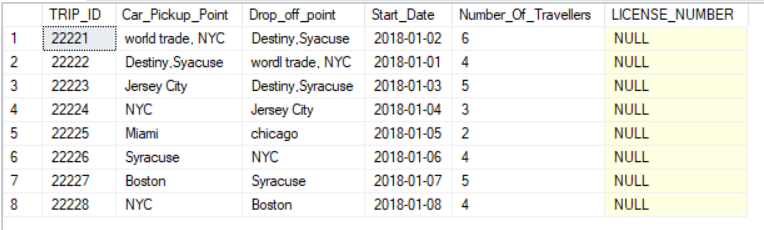 TRIP_ID Car_Pickup_Point Drop_off_point Start_Date Number_Of_Travellers LICENSE_NUMBER
1 22221 world trade, NYC Destiny,Syacuse 2018-01-02 6 NULL
2 22222 Destiny,Syacuse wordl trade, NYC 2018-01-01 4 NULL
3 22223 Jersey City Destiny,Syracuse 2018-01-03 5 NULL
4 22224 NYC Jersey City 2018-01-04 3 NULL
5 22225 Miami chicago 2018-01-05 2 NULL
6 22226 Syracuse NYC 2018-01-06 4 NULL
7 22227 Boston Syracuse 2018-01-07 5 NULL
8 22228 NYC Boston 2018-01-08 4 NULL